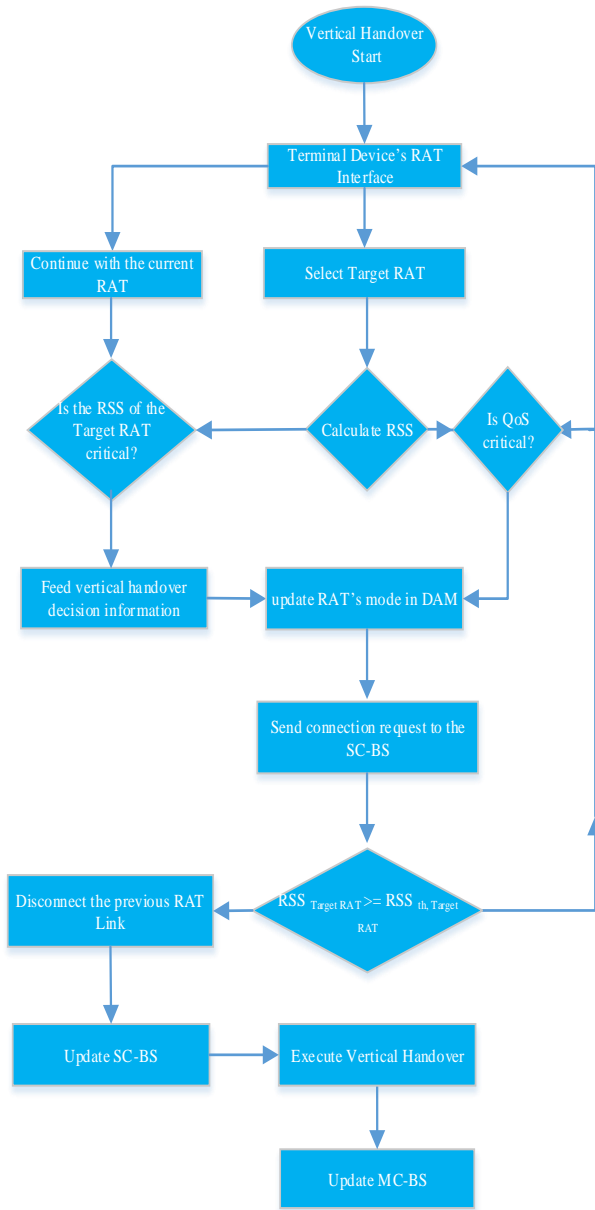 Vertical Handover
Start
Terminal Device's RAT
Interface
Continue with the current
RAT
Select Target RAT
Is the RSS of the
Target RAT
critical?
Calculate RSS
Is QoS
critical?
Feed vertical handover
decision information
update RAT's mode in DAM
Send connection request to the
SC-BS
RSS Target RAT >= RSS th, Target
RAT
Disconnect the previous RAT
Link
Update SC-BS
Execute Vertical Handover
Update MC-BS